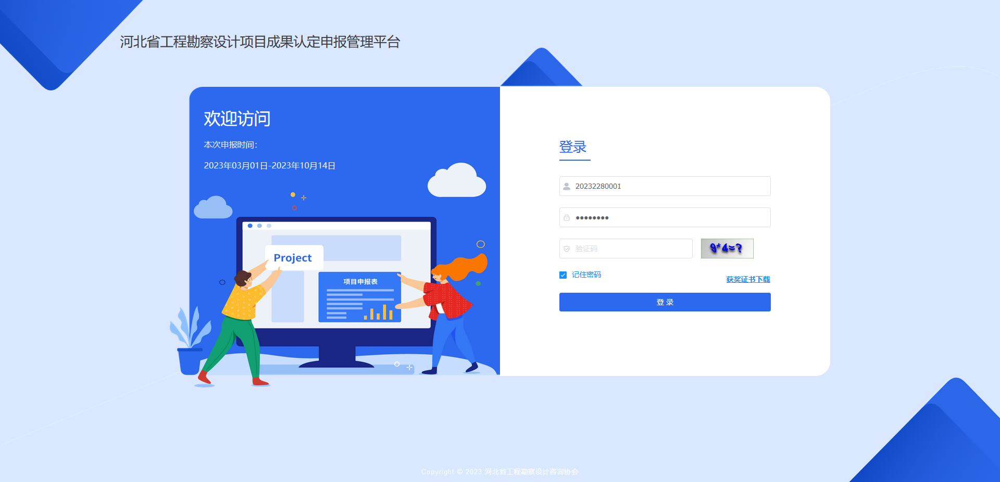 河北省工程勘察设计项目成果认定申报管理平台
欢迎访问
本次申报时间：
2023年03月01日-2023年10月14日
Project
项目申报表
登录
20232280001
验证码
9*4=?
记住密码
获奖证书下载
登 录
Copyright © 2023 河北省工程勘察设计咨询协会